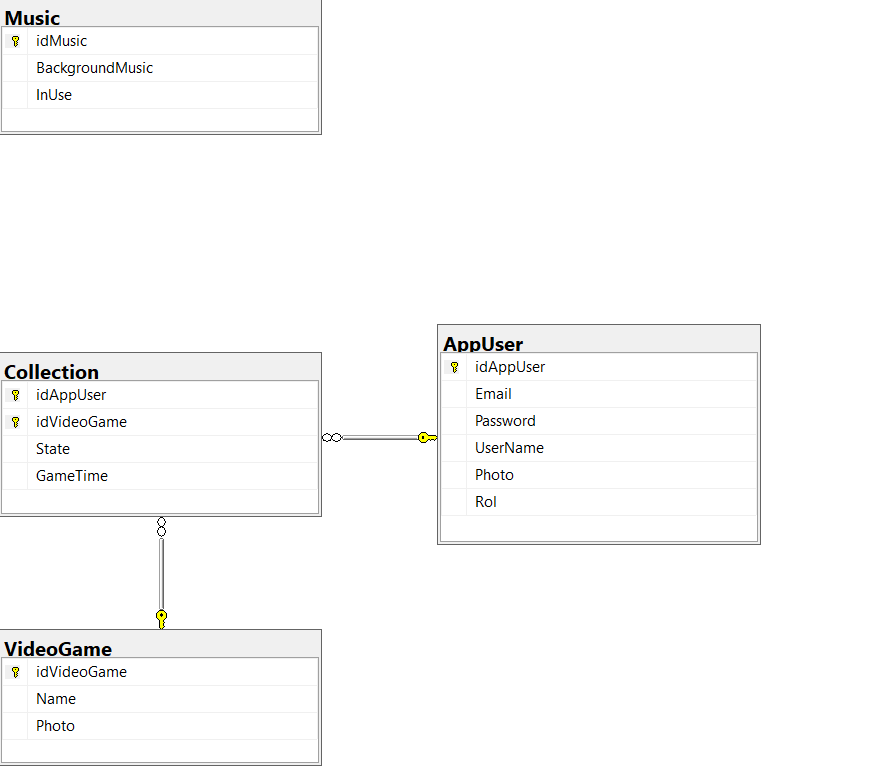 Music
idMusic
BackgroundMusic
InUse
AppUser
idAppUser
Email
Password
UserName
Photo
Rol
Collection
idAppUser
idVideoGame
State
GameTime
VideoGame
idVideoGame
Name
Photo